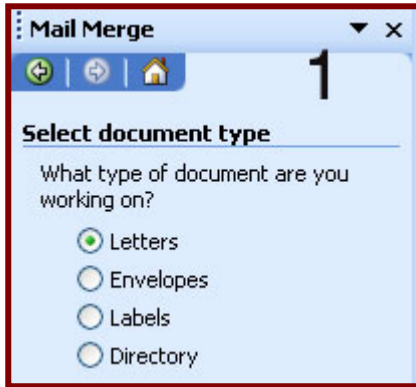 Mail Merge
1
Select document type
What type of document are you
working on?
Letters
Envelopes
Labels
Directory